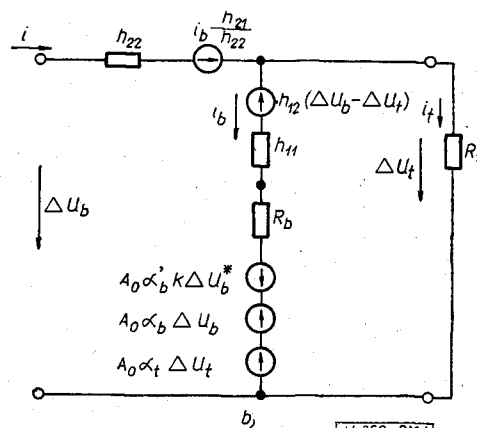 i
h₂₂
i_b h₂₁/h₂₂
h₁₂(ΔU_b-ΔU_t)
i_b
i_t
h₁₁
R
ΔU_t
ΔU_b
R_b
A₀α'_b kΔU_b*
A₀α_b ΔU_b
A₀α_t ΔU_t
b,